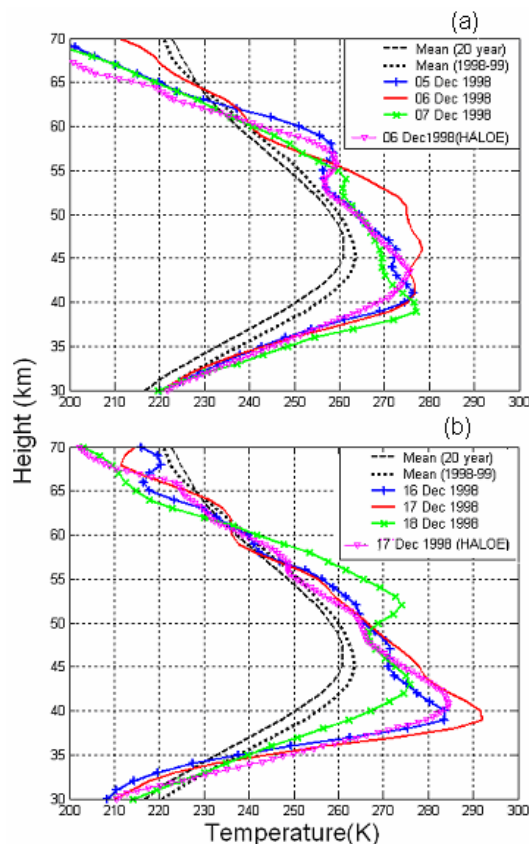 (a)
70
65
60
55
50
45
40
35
30
Mean (20 year)
Mean (1998-99)
05 Dec 1998
06 Dec 1998
07 Dec 1998
06 Dec1998(HALOE)
200 210 220 230 240 250 260 270 280 290 300
Height (km)
(b)
70
65
60
55
50
45
40
35
30
Mean (20 year)
Mean (1998-99)
16 Dec 1998
17 Dec 1998
18 Dec 1998
17 Dec 1998 (HALOE)
200 210 220 230 240 250 260 270 280 290 300
Temperature(K)